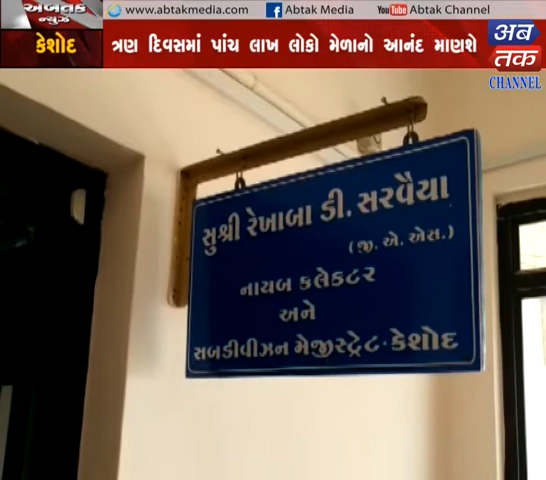 અબતક
ન્યુઝ
www.abtakmedia.com
Abtak Media
YouTube Abtak Channel
કેશોદ
ત્રણ દિવસમાં પાંચ લાખ લોકો મેળાનો આનંદ માણશે
અબ
તક
CHANNEL
સુશ્રી રેખાબા ડી. સરવૈયા
(જી. એ. એસ.)
નાયબ કલેકટર
અને
સબડીવીઝન મેજીસ્ટ્રેટ-કેશોદ